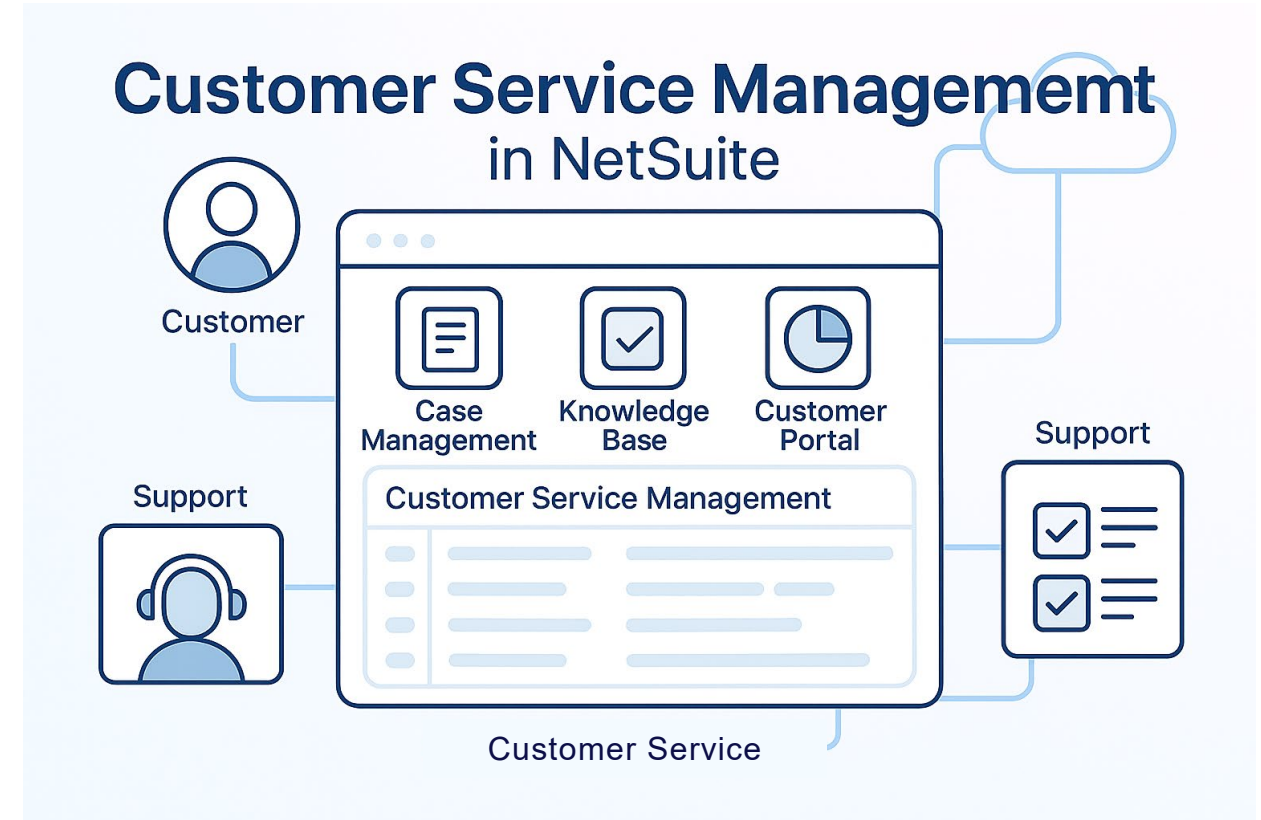 Customer Service Managememt
in NetSuite
Customer
Case
Management
Knowledge
Base
Customer
Portal
Support
Support
Customer Service Management
Customer Service